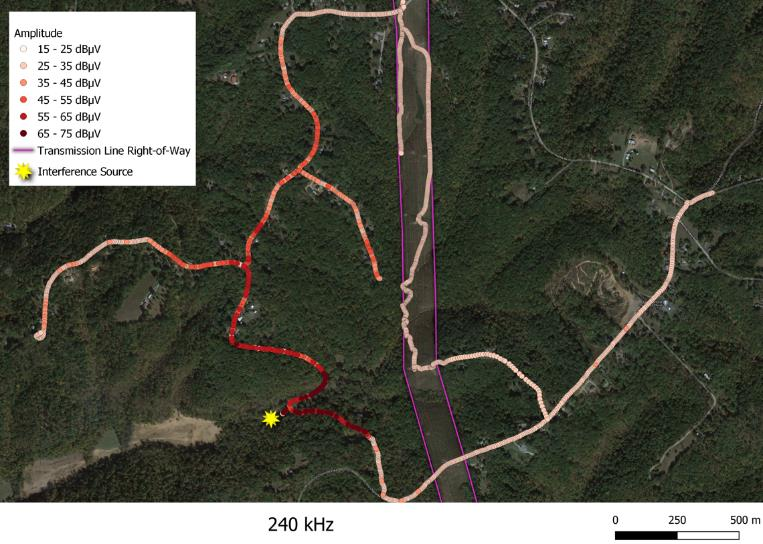 Amplitude
15 - 25 dBµV
25 - 35 dBµV
35 - 45 dBµV
45 - 55 dBµV
55 - 65 dBµV
65 - 75 dBµV
Transmission Line Right-of-Way
Interference Source
240 kHz
0 250 500 m